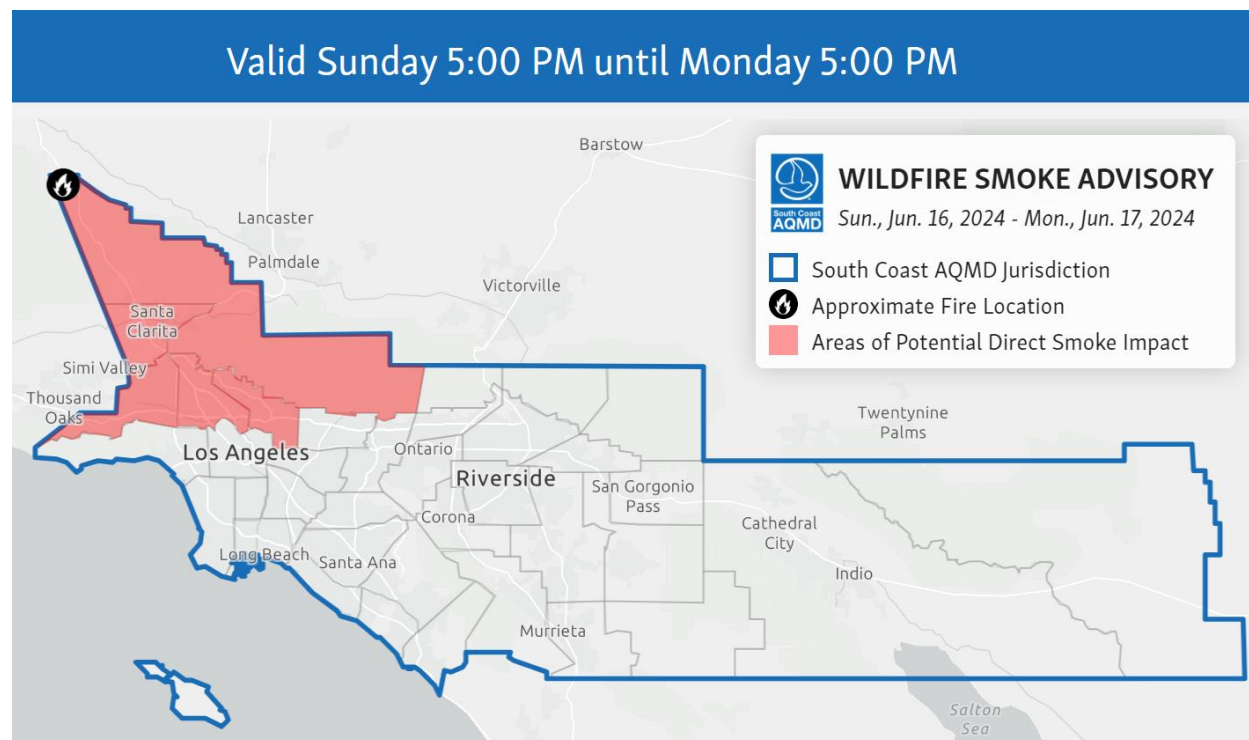 Valid Sunday 5:00 PM until Monday 5:00 PM
Barstow
WILDFIRE SMOKE ADVISORY
South Coast
AQMD
Sun., Jun. 16, 2024 - Mon., Jun. 17, 2024
South Coast AQMD Jurisdiction
Approximate Fire Location
Areas of Potential Direct Smoke Impact
Lancaster
Palmdale
Victorville
Santa
Clarita
Simi Valley
Thousand
Oaks
Twentynine
Palms
Los Angeles
Ontario
Riverside
San Gorgonio
Pass
Corona
Cathedral
City
Long Beach
Santa Ana
Indio
Murrieta
Salton
Sea